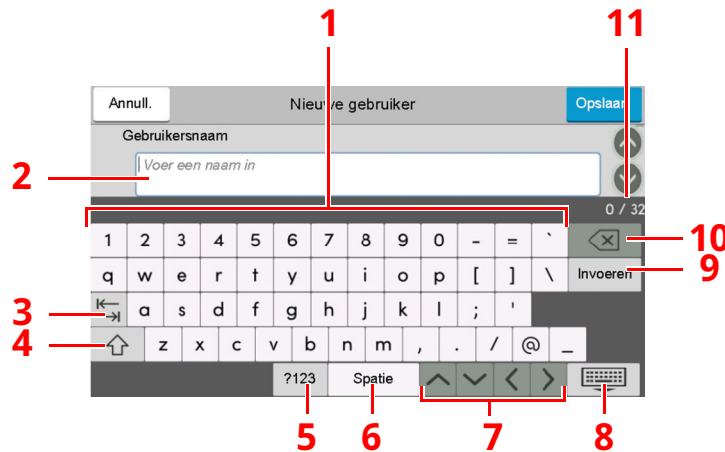 1 11
Annull. Nieuwe gebruiker Opslaan
Gebruikersnaam
2 Voer een naam in
0 / 32
1 2 3 4 5 6 7 8 9 0 - = ` 10
q w e r t y u i o p [ ] \ Invoeren 9
3 a s d f g h j k l ; '
4 z x c v b n m , . / @ _
?123 Spatie
5 6 7 8